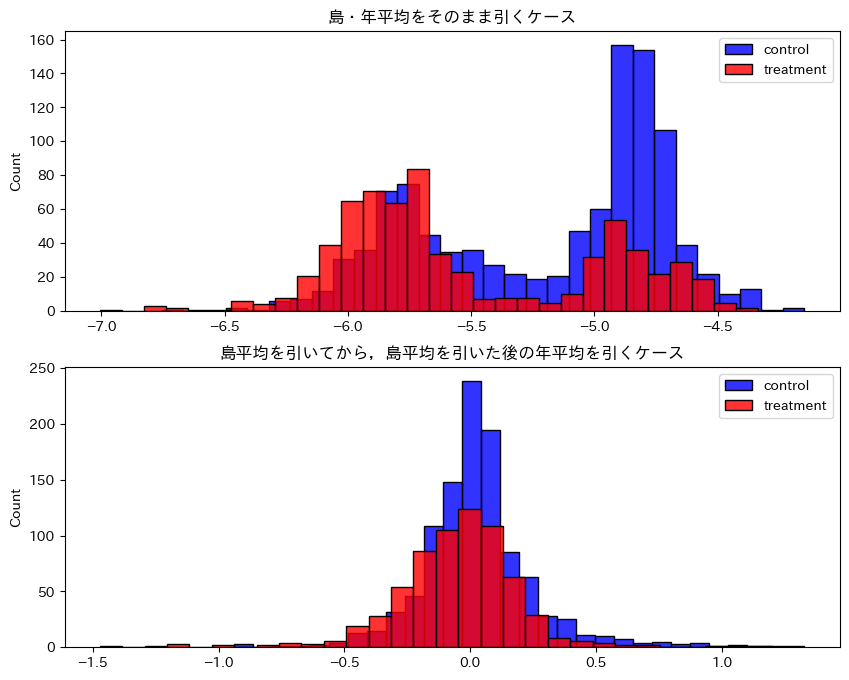 島・年平均をそのまま引くケース
control
treatment
Count
160
140
120
100
80
60
40
20
0
−7.0 −6.5 −6.0 −5.5 −5.0 −4.5
島平均を引いてから，島平均を引いた後の年平均を引くケース
control
treatment
Count
250
200
150
100
50
0
−1.5 −1.0 −0.5 0.0 0.5 1.0